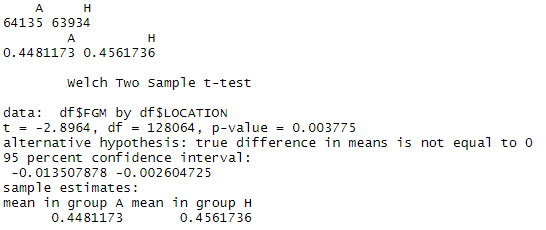 A H
64135 63934
A H
0.4481173 0.4561736
Welch Two Sample t-test
data: df$FGM by df$LOCATION
t = -2.8964, df = 128064, p-value = 0.003775
alternative hypothesis: true difference in means is not equal to 0
95 percent confidence interval:
-0.013507878 -0.002604725
sample estimates:
mean in group A mean in group H
0.4481173 0.4561736